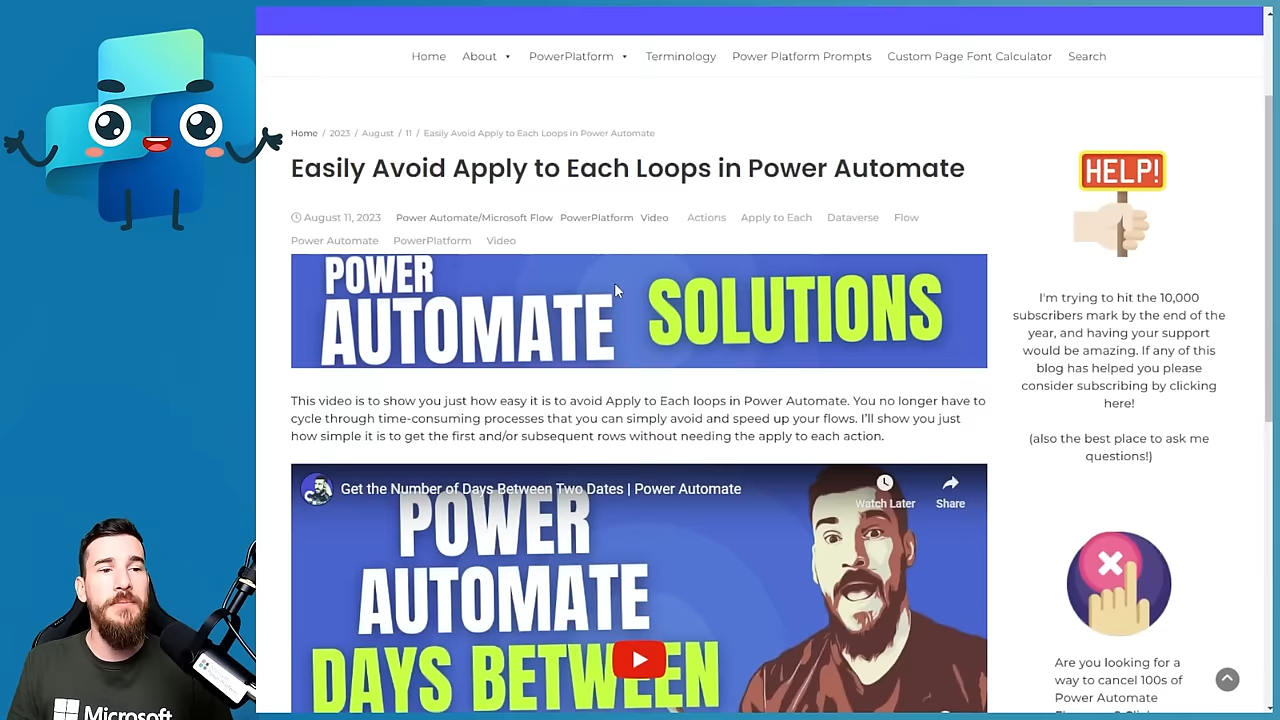 Home About PowerPlatform Terminology Power Platform Prompts Custom Page Font Calculator Search
Home / 2023 / August / 11 / Easily Avoid Apply to Each Loops in Power Automate
Easily Avoid Apply to Each Loops in Power Automate
August 11, 2023 Power Automate/Microsoft Flow PowerPlatform Video Actions Apply to Each Dataverse Flow
Power Automate PowerPlatform Video
POWER
AUTOMATE SOLUTIONS
This video is to show you just how easy it is to avoid Apply to Each loops in Power Automate. You no longer have to
cycle through time-consuming processes that you can simply avoid and speed up your flows. I'll show you just
how simple it is to get the first and/or subsequent rows without needing the apply to each action.
Get the Number of Days Between Two Dates | Power Automate
Watch Later Share
POWER
AUTOMATE
DAYS BETWEEN
HELP!
I'm trying to hit the 10,000
subscribers mark by the end of the
year, and having your support
would be amazing. If any of this
blog has helped you please
consider subscribing by clicking
here!
(also the best place to ask me
questions!)
Are you looking for a
way to cancel 100s of
Power Automate
Microsoft